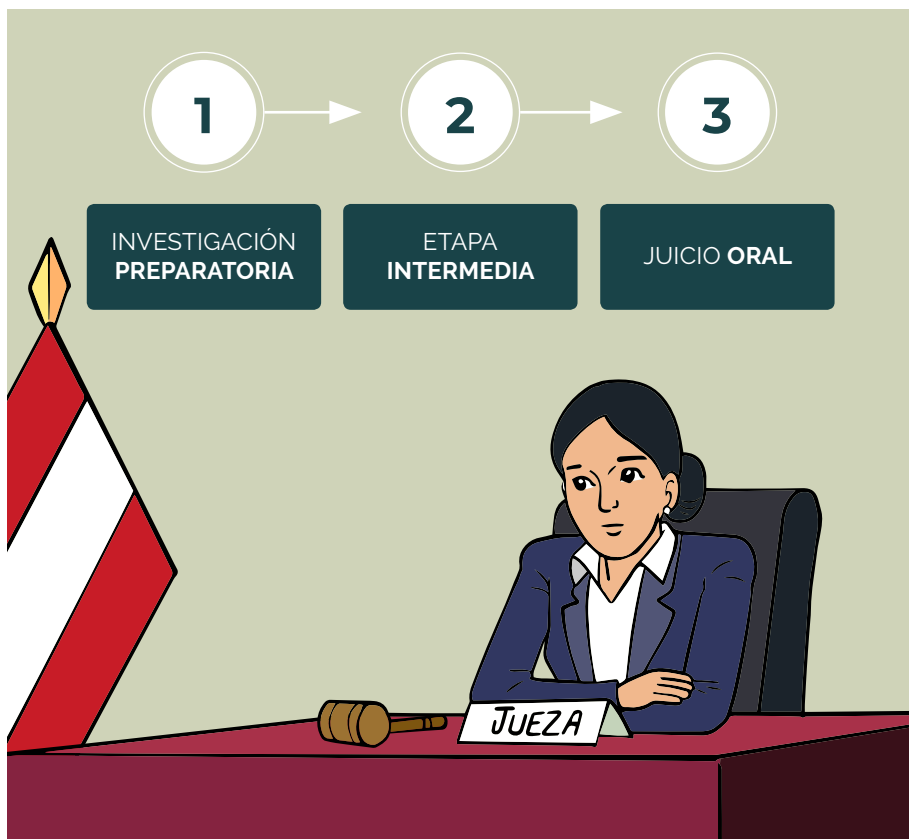 1
2
3
INVESTIGACIÓN
PREPARATORIA
ETAPA
INTERMEDIA
JUICIO ORAL
JUEZA